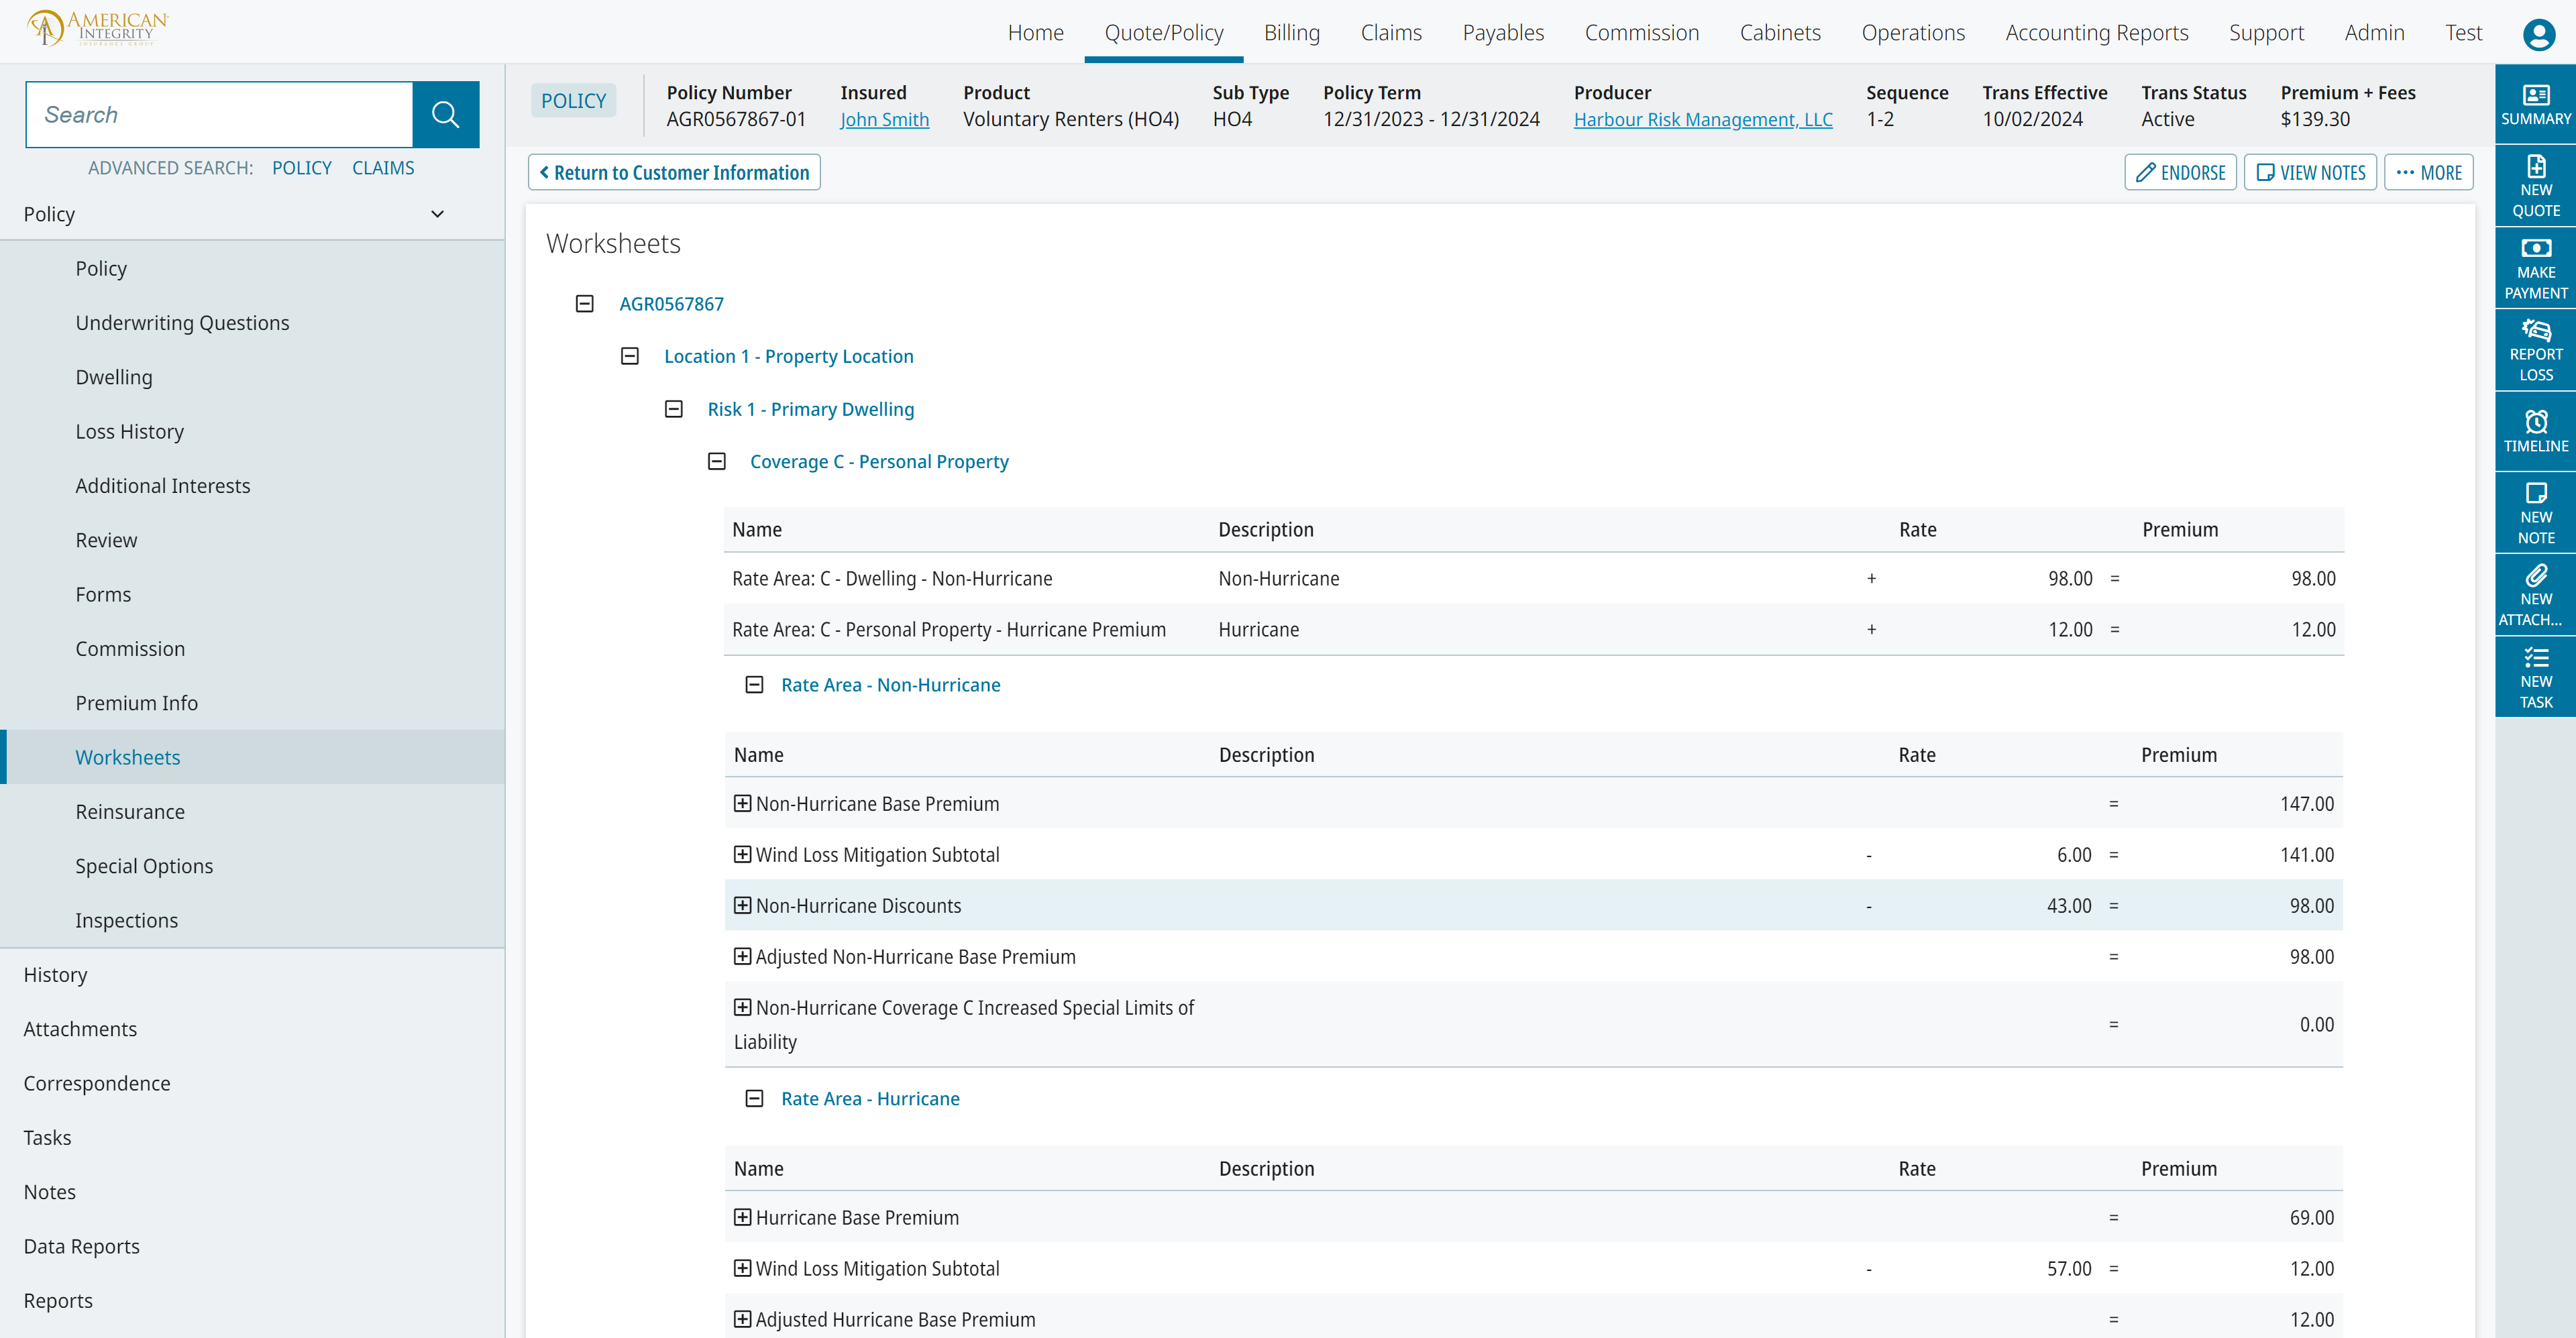 AMERICAN
INTEGRITY
INSURANCE GROUP
Home Quote/Policy Billing Claims Payables Commission Cabinets Operations Accounting Reports Support Admin Test
Search
ADVANCED SEARCH: POLICY CLAIMS
Policy
Policy
Underwriting Questions
Dwelling
Loss History
Additional Interests
Review
Forms
Commission
Premium Info
Worksheets
Reinsurance
Special Options
Inspections
History
Attachments
Correspondence
Tasks
Notes
Data Reports
Reports
POLICY
Policy Number Insured Product Sub Type Policy Term Producer Sequence Trans Effective Trans Status Premium + Fees
AGR0567867-01 John Smith Voluntary Renters (HO4) HO4 12/31/2023 - 12/31/2024 Harbour Risk Management, LLC 1-2 10/02/2024 Active $139.30
Return to Customer Information
ENDORSE VIEW NOTES ... MORE
Worksheets
AGR0567867
Location 1 - Property Location
Risk 1 - Primary Dwelling
Coverage C - Personal Property
Name Description Rate Premium
Rate Area: C - Dwelling - Non-Hurricane Non-Hurricane + 98.00 = 98.00
Rate Area: C - Personal Property - Hurricane Premium Hurricane + 12.00 = 12.00
Rate Area - Non-Hurricane
Name Description Rate Premium
Non-Hurricane Base Premium = 147.00
Wind Loss Mitigation Subtotal - 6.00 = 141.00
Non-Hurricane Discounts - 43.00 = 98.00
Adjusted Non-Hurricane Base Premium = 98.00
Non-Hurricane Coverage C Increased Special Limits of
Liability = 0.00
Rate Area - Hurricane
Name Description Rate Premium
Hurricane Base Premium = 69.00
Wind Loss Mitigation Subtotal - 57.00 = 12.00
Adjusted Hurricane Base Premium = 12.00
SUMMARY
NEW
QUOTE
MAKE
PAYMENT
REPORT
LOSS
TIMELINE
NEW
NOTE
NEW
ATTACH...
NEW
TASK